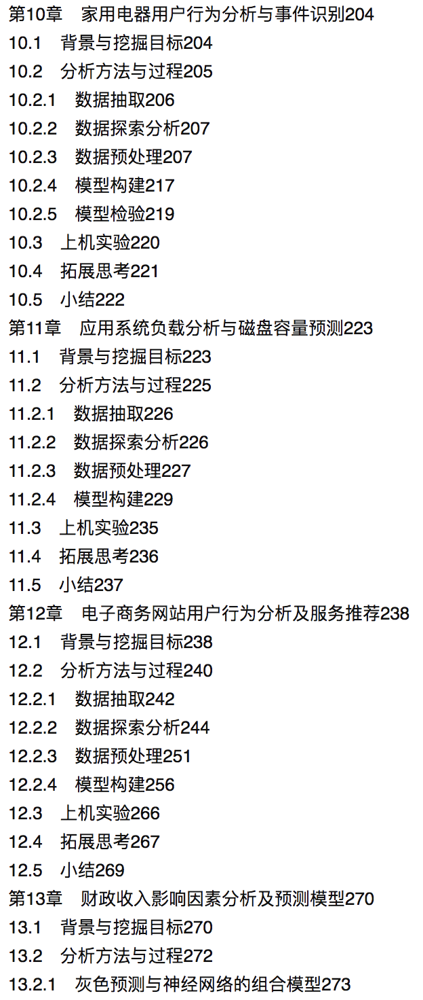 第10章　家用电器用户行为分析与事件识别204
10.1　背景与挖掘目标204
10.2　分析方法与过程205
10.2.1　数据抽取206
10.2.2　数据探索分析207
10.2.3　数据预处理207
10.2.4　模型构建217
10.2.5　模型检验219
10.3　上机实验220
10.4　拓展思考221
10.5　小结222
第11章　应用系统负载分析与磁盘容量预测223
11.1　背景与挖掘目标223
11.2　分析方法与过程225
11.2.1　数据抽取226
11.2.2　数据探索分析226
11.2.3　数据预处理227
11.2.4　模型构建229
11.3　上机实验235
11.4　拓展思考236
11.5　小结237
第12章　电子商务网站用户行为分析及服务推荐238
12.1　背景与挖掘目标238
12.2　分析方法与过程240
12.2.1　数据抽取242
12.2.2　数据探索分析244
12.2.3　数据预处理251
12.2.4　模型构建256
12.3　上机实验266
12.4　拓展思考267
12.5　小结269
第13章　财政收入影响因素分析及预测模型270
13.1　背景与挖掘目标270
13.2　分析方法与过程272
13.2.1　灰色预测与神经网络的组合模型273